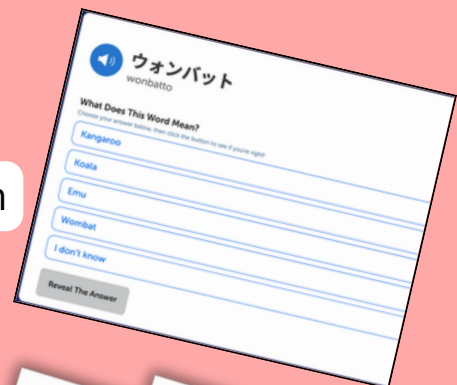 ウォンバット
wonbatto
What Does This Word Mean?
Choose your answer below, then click the button to see if you're right!
Kangaroo
Koala
Emu
Wombat
I don't know
Reveal The Answer
n